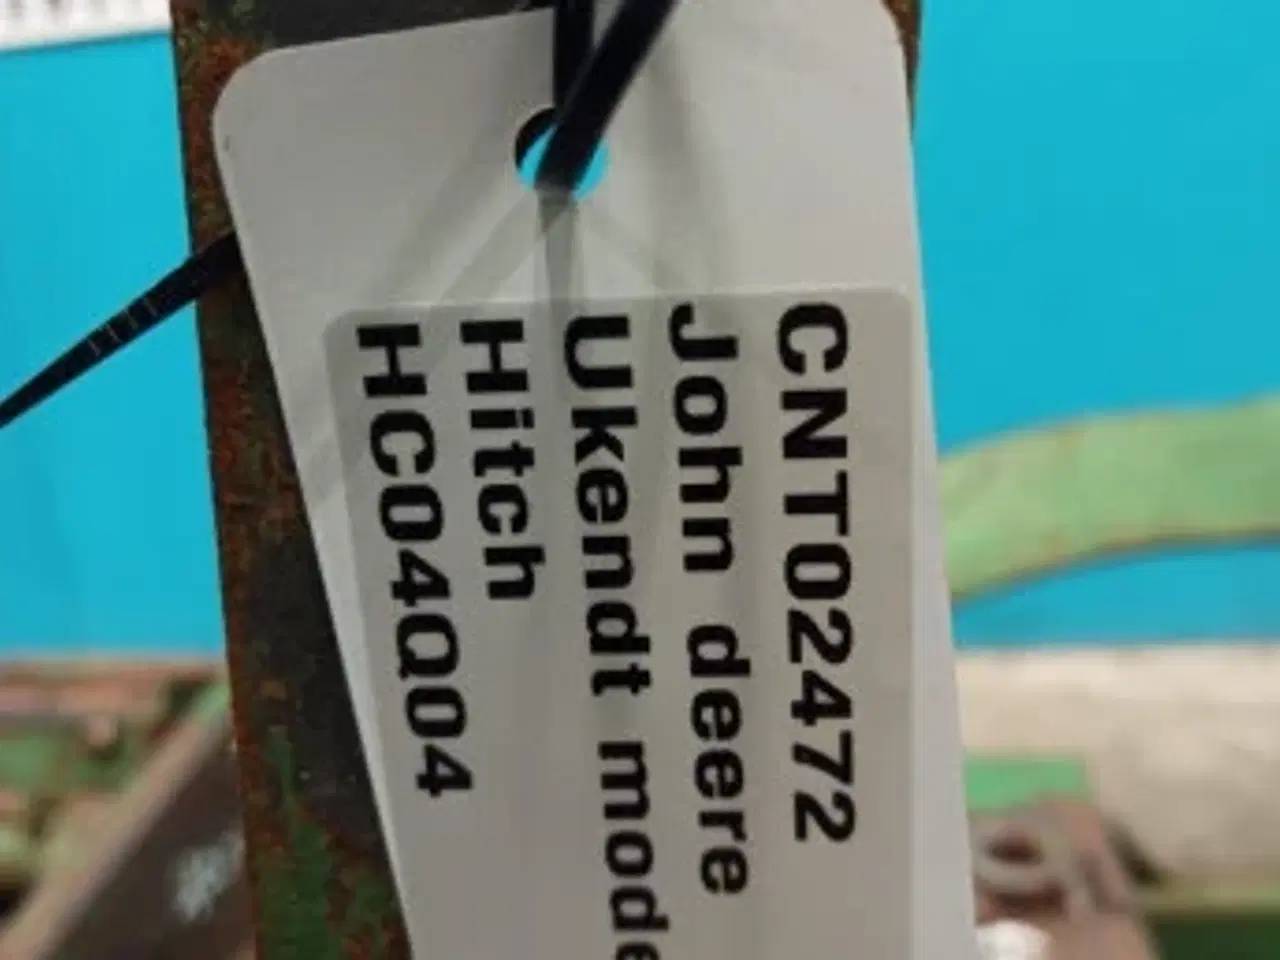 CNT02472
John deere
Ukendt mode
Hitch
HC04Q04